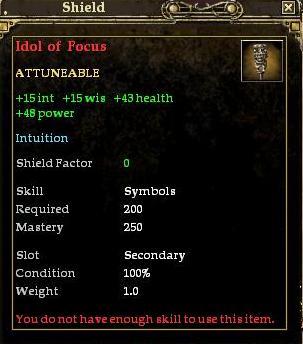 Shield
Idol of Focus
ATTUNEABLE
+15 int +15 wis +43 health
+48 power
Intuition
Shield Factor 0
Skill Symbols
Required 200
Mastery 250
Slot Secondary
Condition 100%
Weight 1.0
You do not have enough skill to use this item.